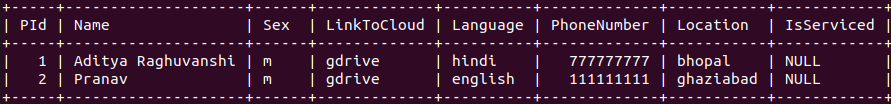 +-----+--------------------+------+-------------+----------+-------------+-----------+------------+
| PId | Name               | Sex  | LinkToCloud | Language | PhoneNumber | Location  | IsServiced |
+-----+--------------------+------+-------------+----------+-------------+-----------+------------+
|   1 | Aditya Raghuvanshi | m    | gdrive      | hindi    |   777777777 | bhopal    | NULL       |
|   2 | Pranav             | m    | gdrive      | english  |   111111111 | ghaziabad | NULL       |
+-----+--------------------+------+-------------+----------+-------------+-----------+------------+